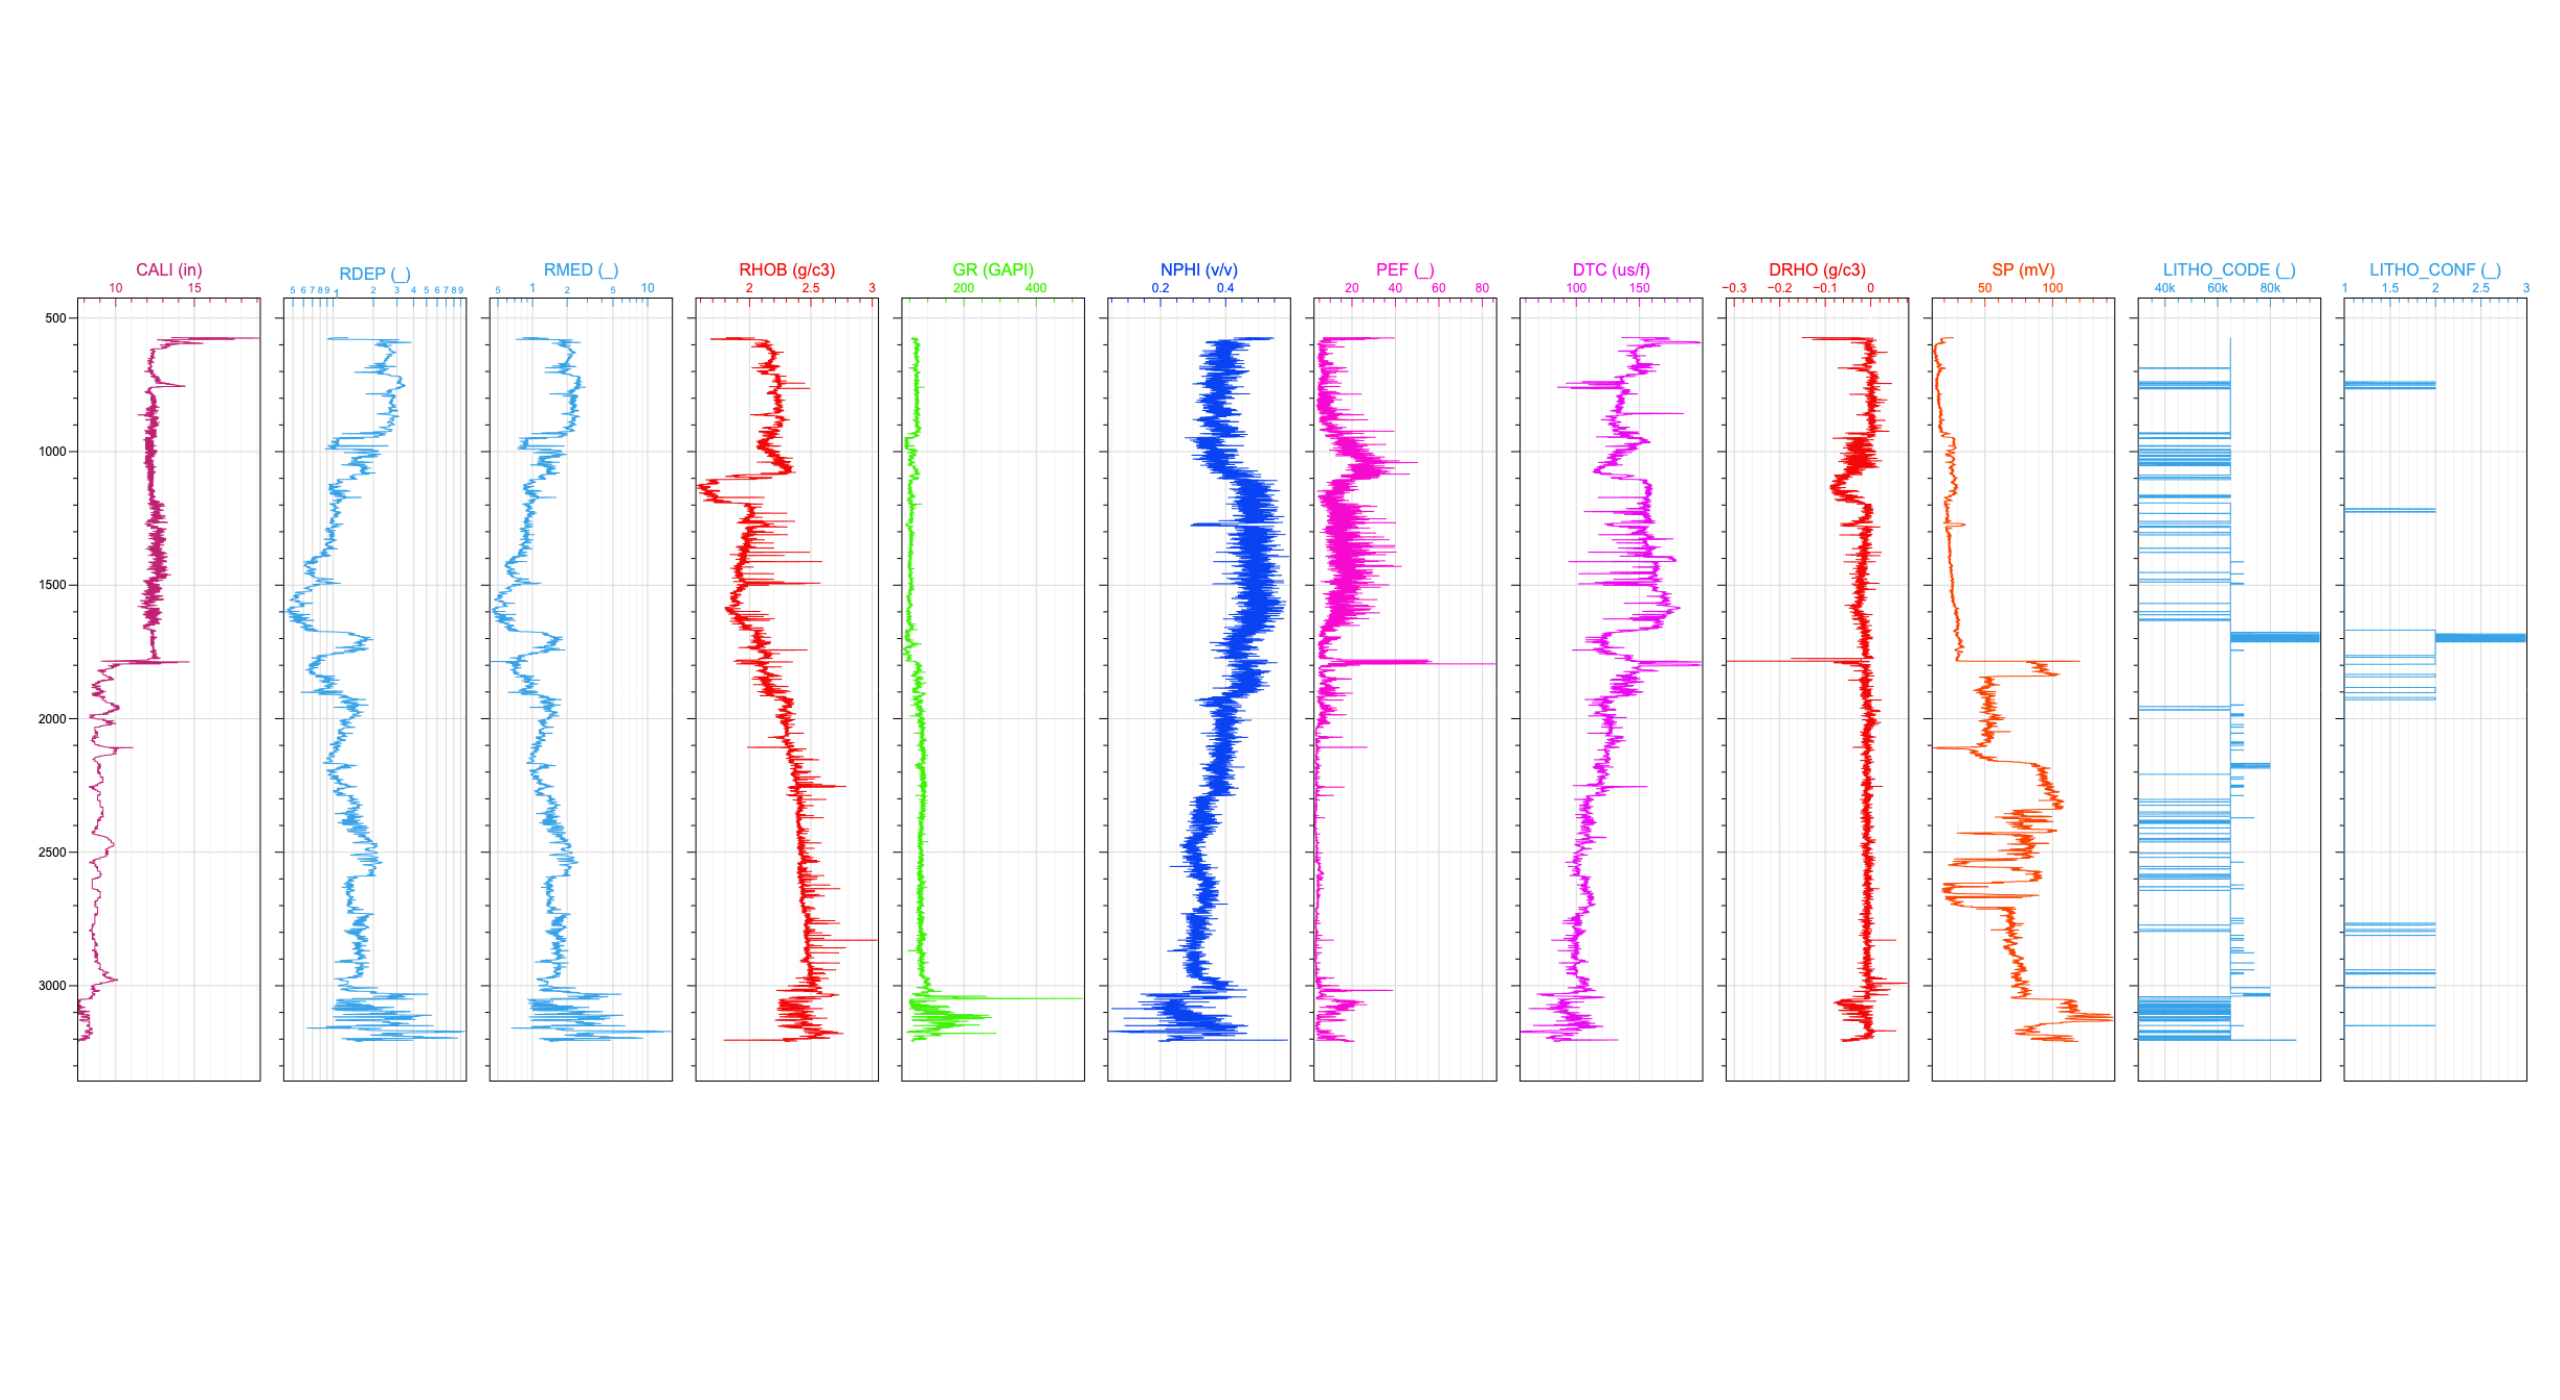 CALI (in)
10 15
RDEP (_)
5 6 7 8 9 1 2 3 4 5 6 7 8 9
RMED (_)
5 1 2 5 10
RHOB (g/c3)
2 2.5 3
GR (GAPI)
200 400
NPHI (v/v)
0.2 0.4
PEF (_)
20 40 60 80
DTC (us/f)
100 150
DRHO (g/c3)
−0.3 −0.2 −0.1 0
SP (mV)
50 100
LITHO_CODE (_)
40k 60k 80k
LITHO_CONF (_)
1 1.5 2 2.5 3
500
1000
1500
2000
2500
3000